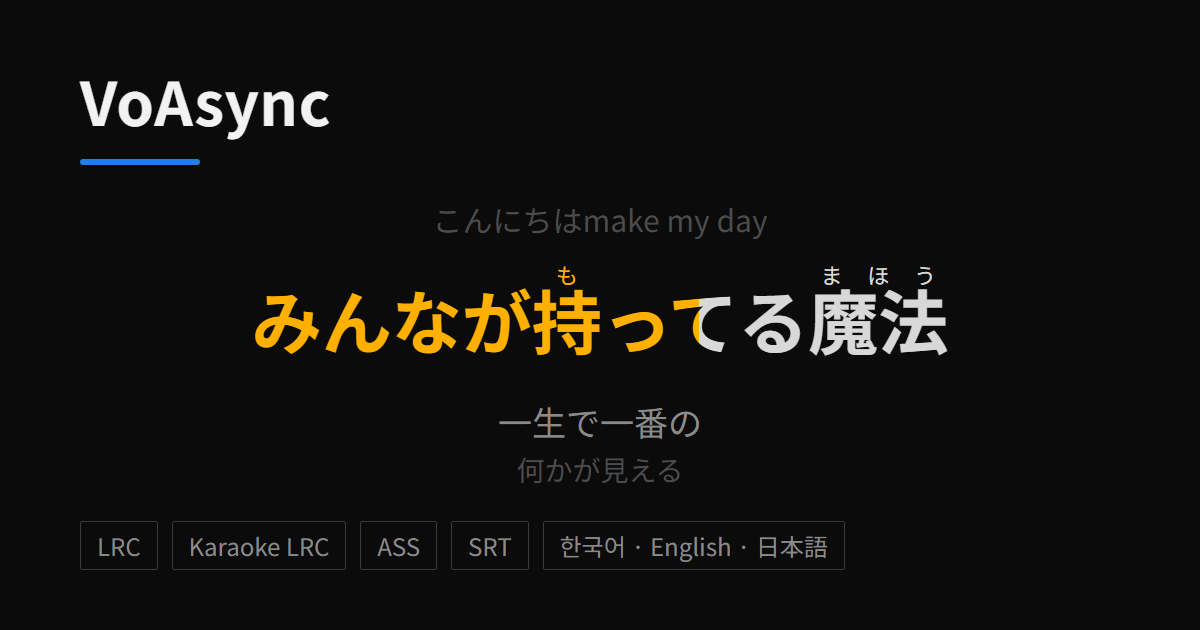 VoAsync
こんにちはmake my day
も ま ほ う
みんなが持ってる魔法
一生で一番の
何かが見える
LRC Karaoke LRC ASS SRT 한국어 · English · 日本語